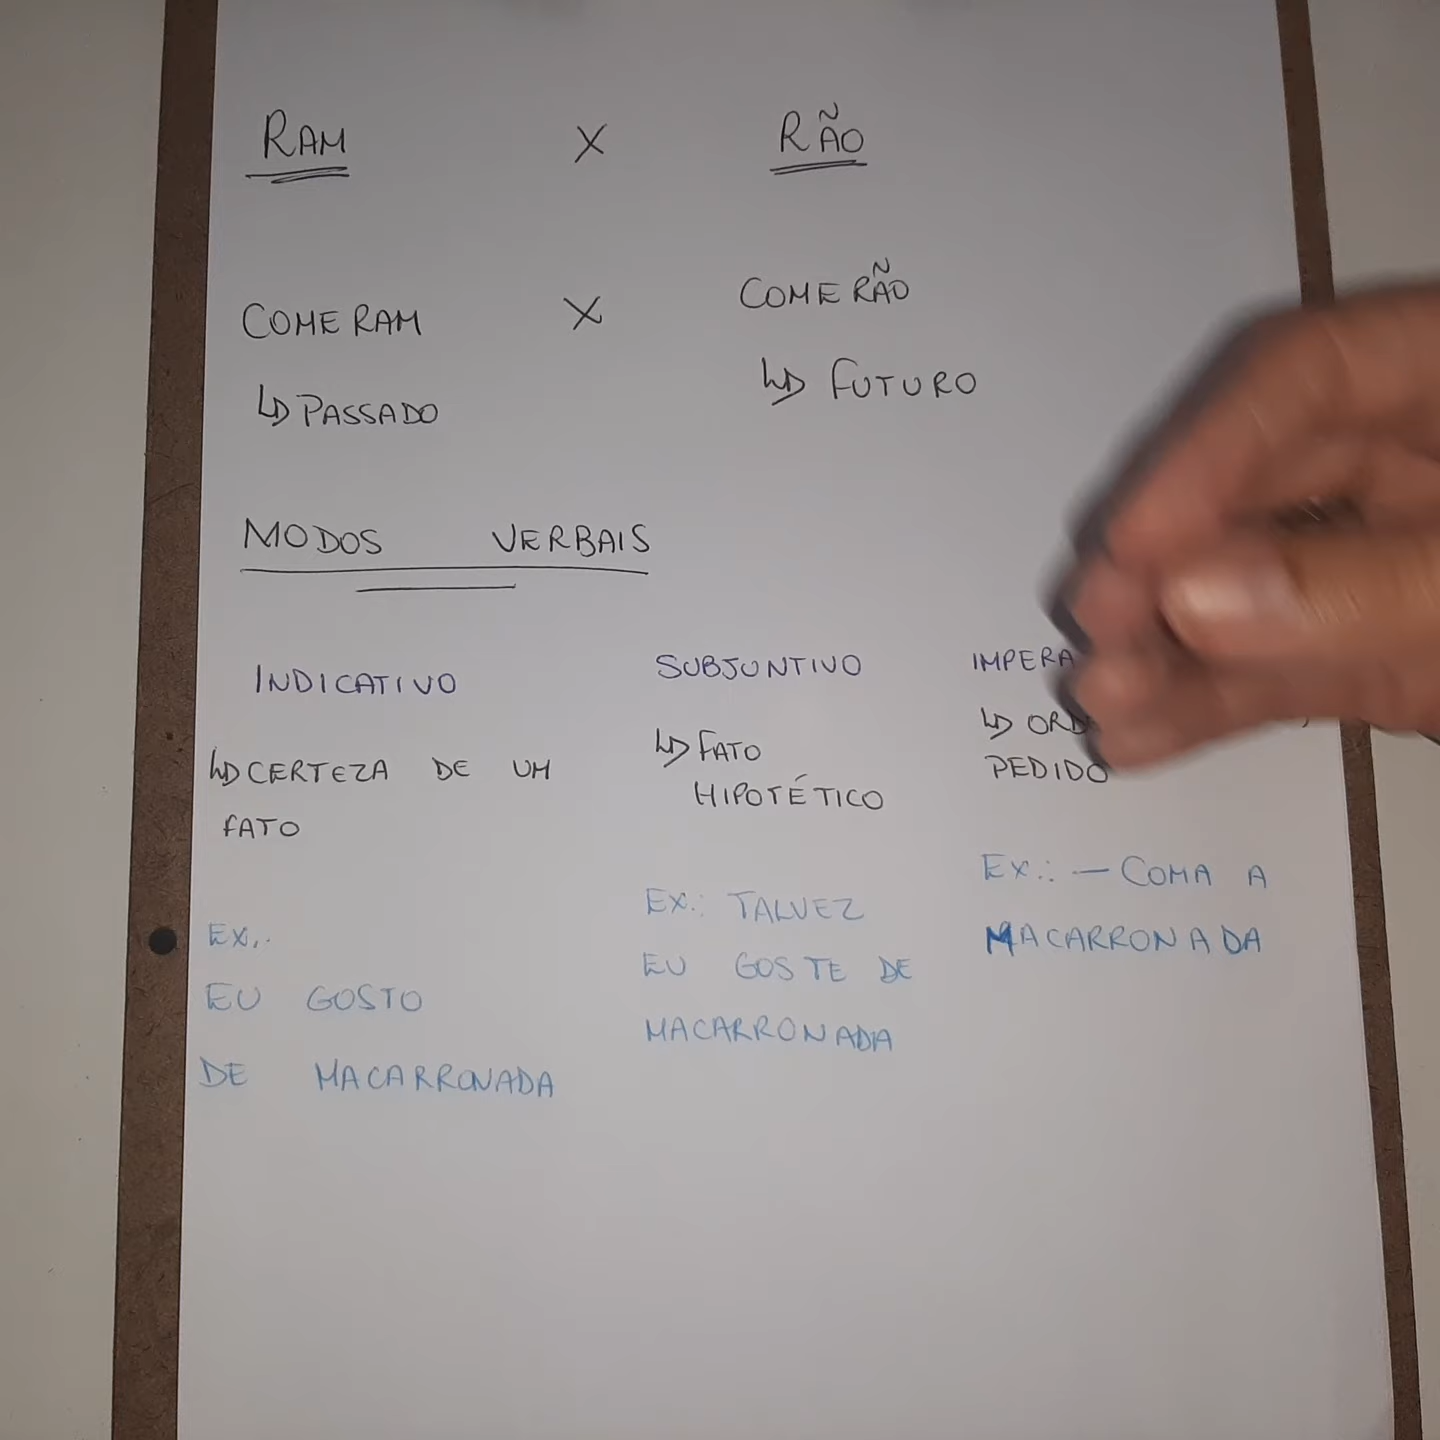 RAM X RÃO
COMERAM X COMERÃO
↳ PASSADO ↳ FUTURO
MODOS VERBAIS
INDICATIVO
↳ CERTEZA DE UM
FATO
EX.:
EU GOSTO
DE MACARRONADA
SUBJUNTIVO
↳ FATO
HIPOTÉTICO
EX.: TALVEZ
EU GOSTE DE
MACARRONADA
↳
PEDIDO
EX.: — COMA A
MACARRONADA